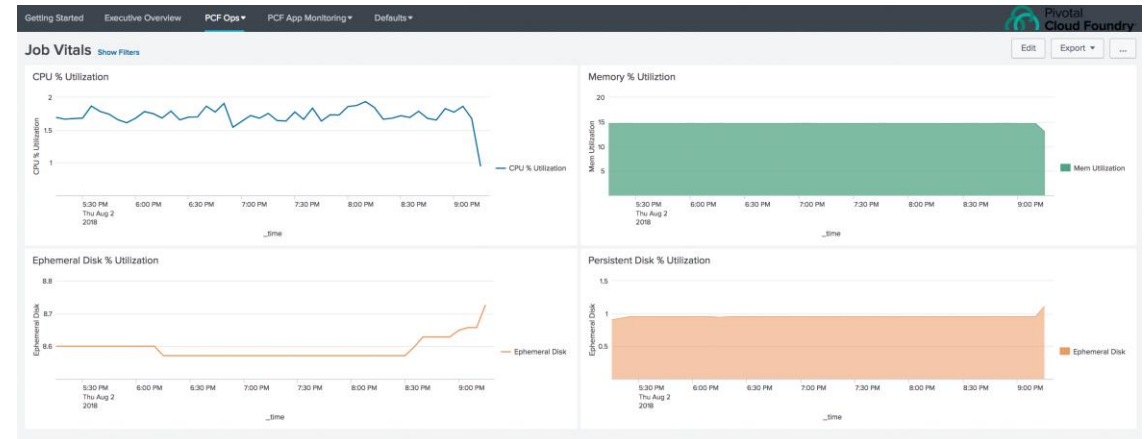 Getting Started Executive Overview PCF Ops▾ PCF App Monitoring▾ Defaults▾
Pivotal
Cloud Foundry
Job Vitals Show Filters
Edit Export ▾ ...
CPU % Utilization
2
1.5
1
CPU % Utilization
CPU % Utilization
5:30 PM 6:00 PM 6:30 PM 7:00 PM 7:30 PM 8:00 PM 8:30 PM 9:00 PM
Thu Aug 2
2018
_time
Memory % Utiliztion
20
15
10
5
Mem Utilization
Mem Utilization
5:30 PM 6:00 PM 6:30 PM 7:00 PM 7:30 PM 8:00 PM 8:30 PM 9:00 PM
Thu Aug 2
2018
_time
Ephemeral Disk % Utilization
8.8
8.7
8.6
Ephemeral Disk
Ephemeral Disk
5:30 PM 6:00 PM 6:30 PM 7:00 PM 7:30 PM 8:00 PM 8:30 PM 9:00 PM
Thu Aug 2
2018
_time
Persistent Disk % Utilization
1.5
1
0.5
Ephemeral Disk
Ephemeral Disk
5:30 PM 6:00 PM 6:30 PM 7:00 PM 7:30 PM 8:00 PM 8:30 PM 9:00 PM
Thu Aug 2
2018
_time